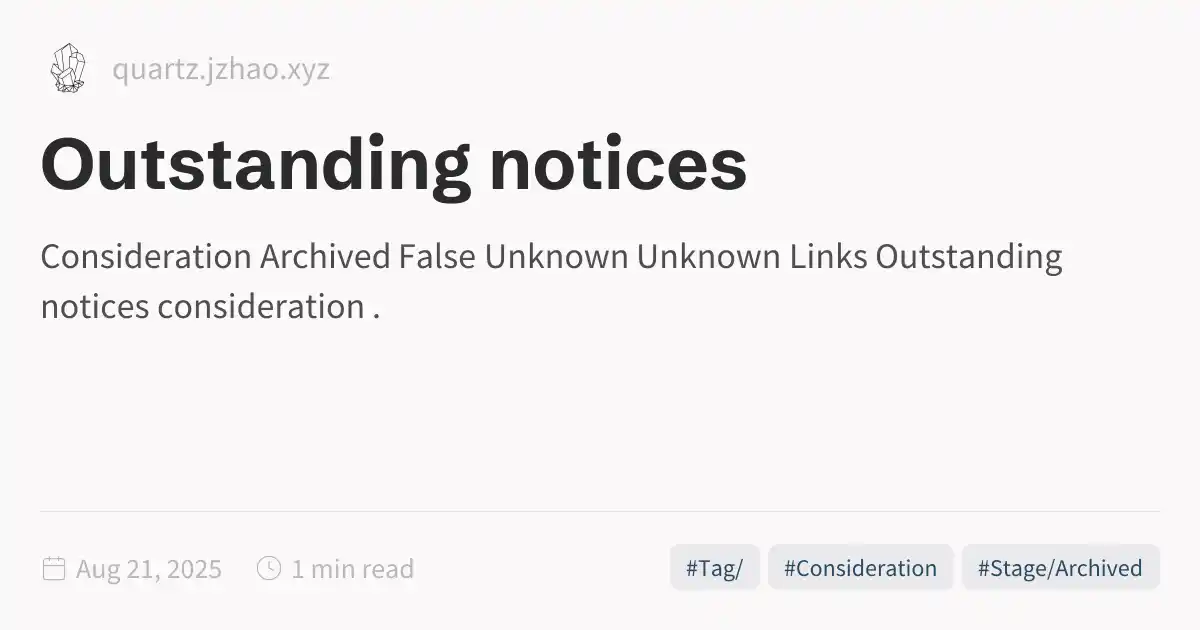 quartz.jzhao.xyz
Outstanding notices
Consideration Archived False Unknown Unknown Links Outstanding
notices consideration .
Aug 21, 2025 1 min read #Tag/ #Consideration #Stage/Archived